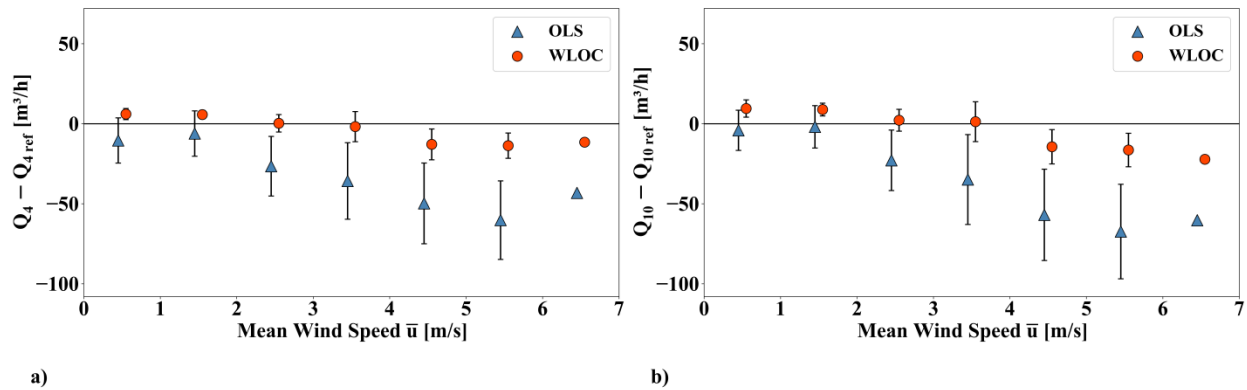 OLS
WLOC
Q₄ − Q₄ ref [m³/h]
50
0
−50
−100
0 1 2 3 4 5 6 7
Mean Wind Speed u̅ [m/s]
a)
OLS
WLOC
Q₁₀ − Q₁₀ ref [m³/h]
50
0
−50
−100
0 1 2 3 4 5 6 7
Mean Wind Speed u̅ [m/s]
b)